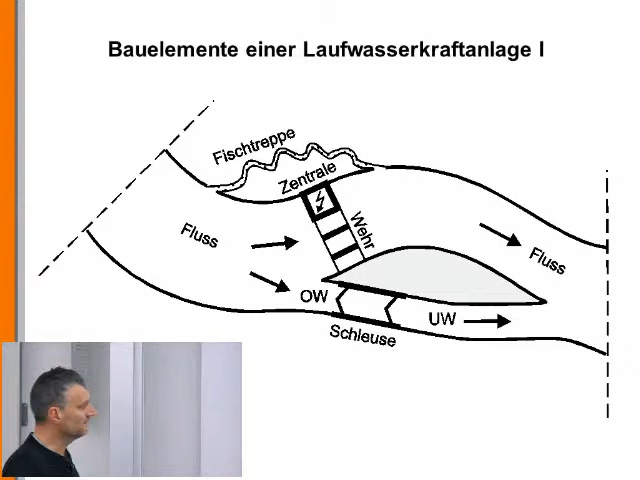 Bauelemente einer Laufwasserkraftanlage I
Fischtreppe
Zentrale
Fluss
Wehr
Fluss
OW
UW
Schleuse